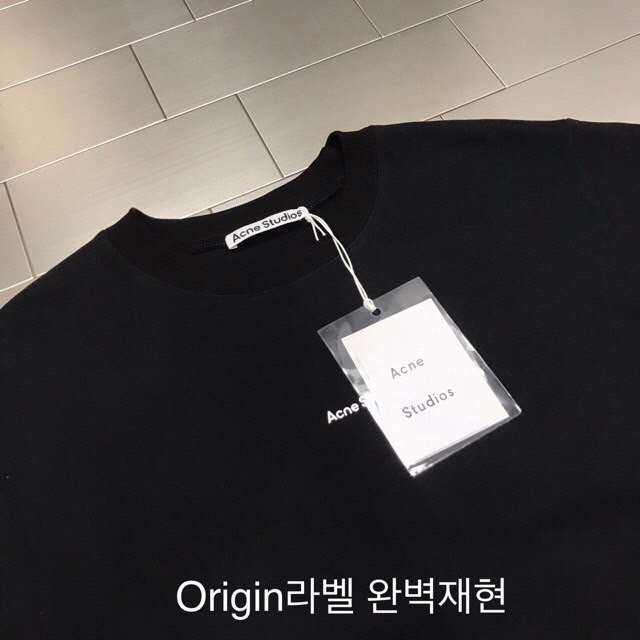 Acne Studios
Acne
Studios
Acne S
Origin라벨 완벽재현